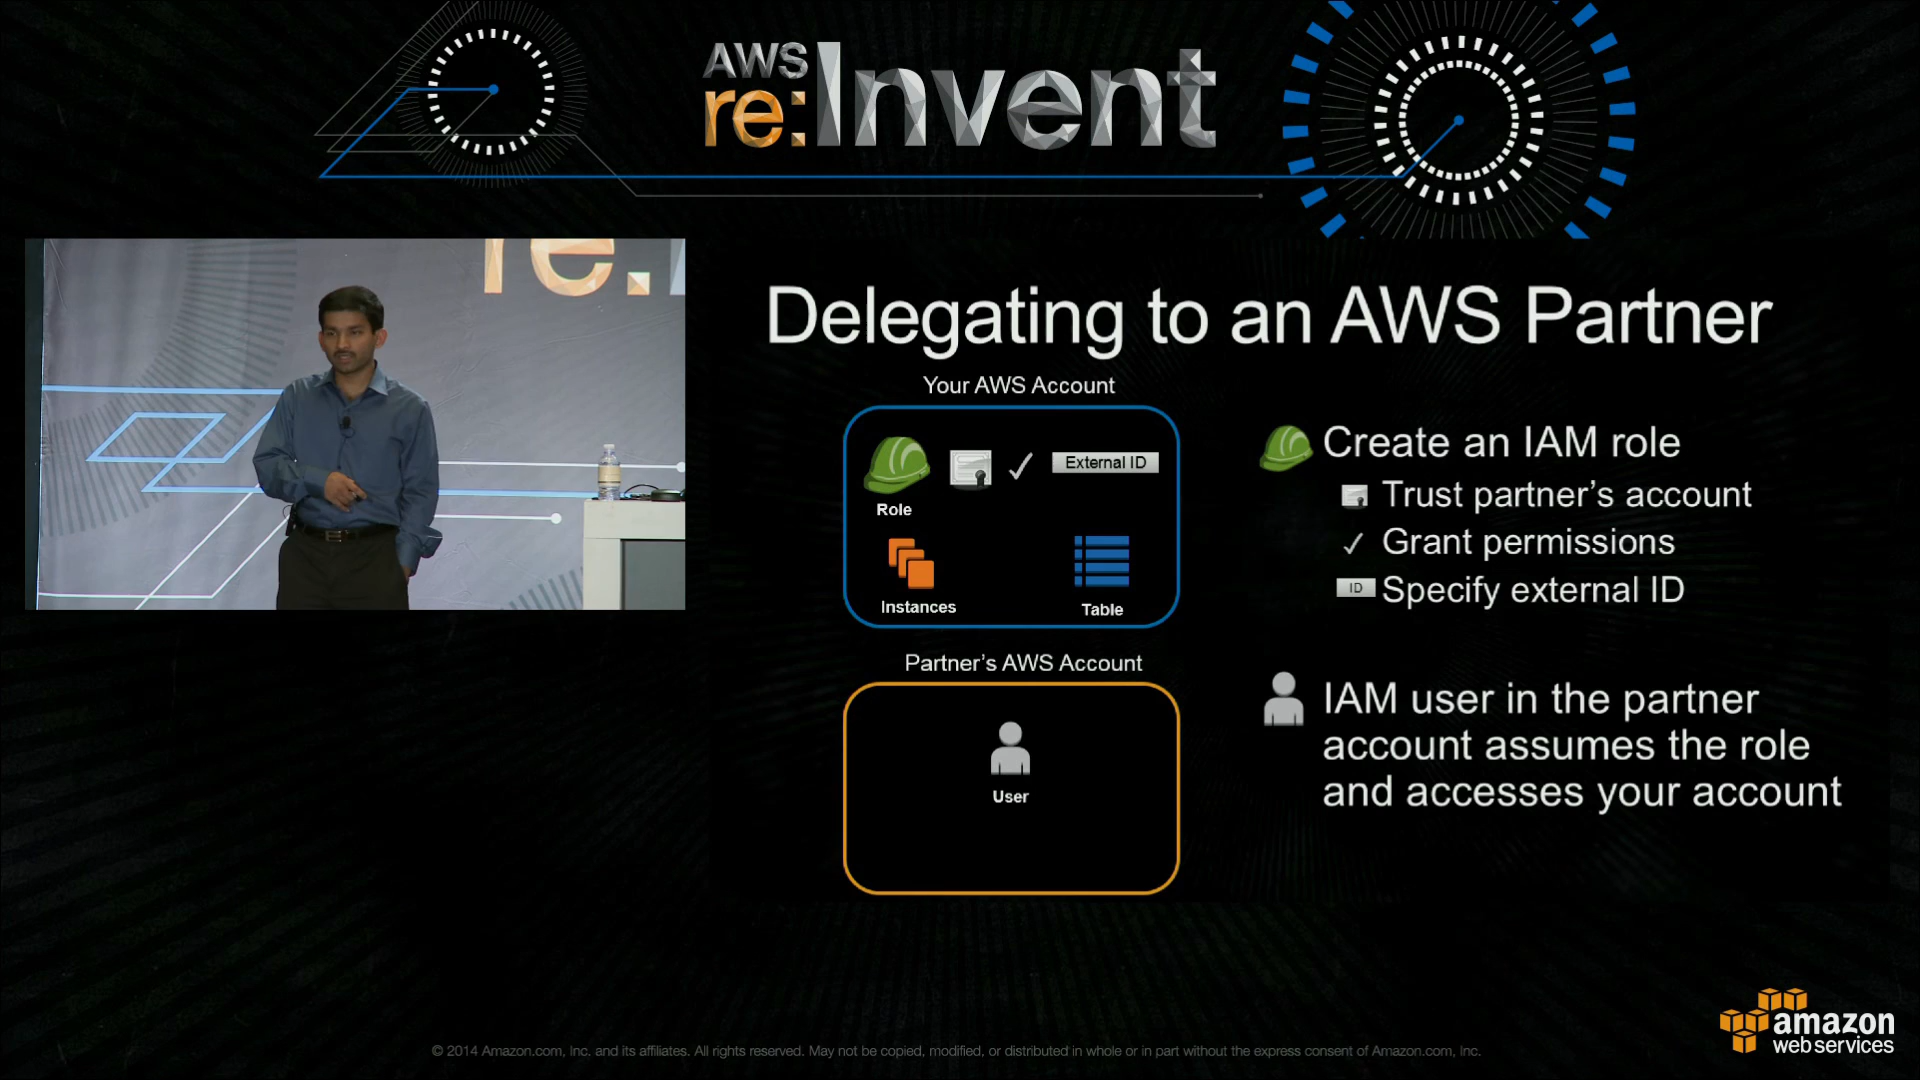 AWS
re:Invent
re:
Delegating to an AWS Partner
Your AWS Account
External ID
Role
Instances
Table
Partner's AWS Account
User
Create an IAM role
Trust partner's account
✓ Grant permissions
ID Specify external ID
IAM user in the partner
account assumes the role
and accesses your account
amazon
web services
© 2014 Amazon.com, Inc. and its affiliates. All rights reserved. May not be copied, modified, or distributed in whole or in part without the express consent of Amazon.com, Inc.